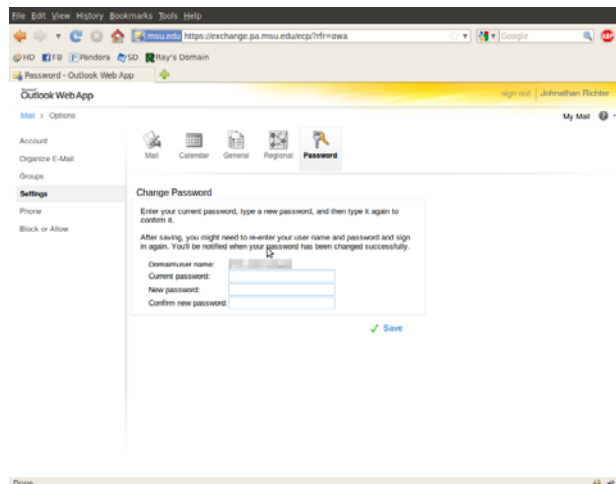 File Edit View History Bookmarks Tools Help
msu.edu https://exchange.pa.msu.edu/ecp/?rfr=owa
Google
ABP
HD FB Pandora SD Ray's Domain
Password - Outlook Web App
Outlook Web App
sign out Johnathan Richter
Mail > Options
My Mail
Account
Organize E-Mail
Groups
Settings
Phone
Block or Allow
Mail Calendar General Regional Password
Change Password
Enter your current password, type a new password, and then type it again to
confirm it.
After saving, you might need to re-enter your user name and password and sign
in again. You'll be notified when your password has been changed successfully.
Domain\user name:
Current password:
New password:
Confirm new password:
Save
Done